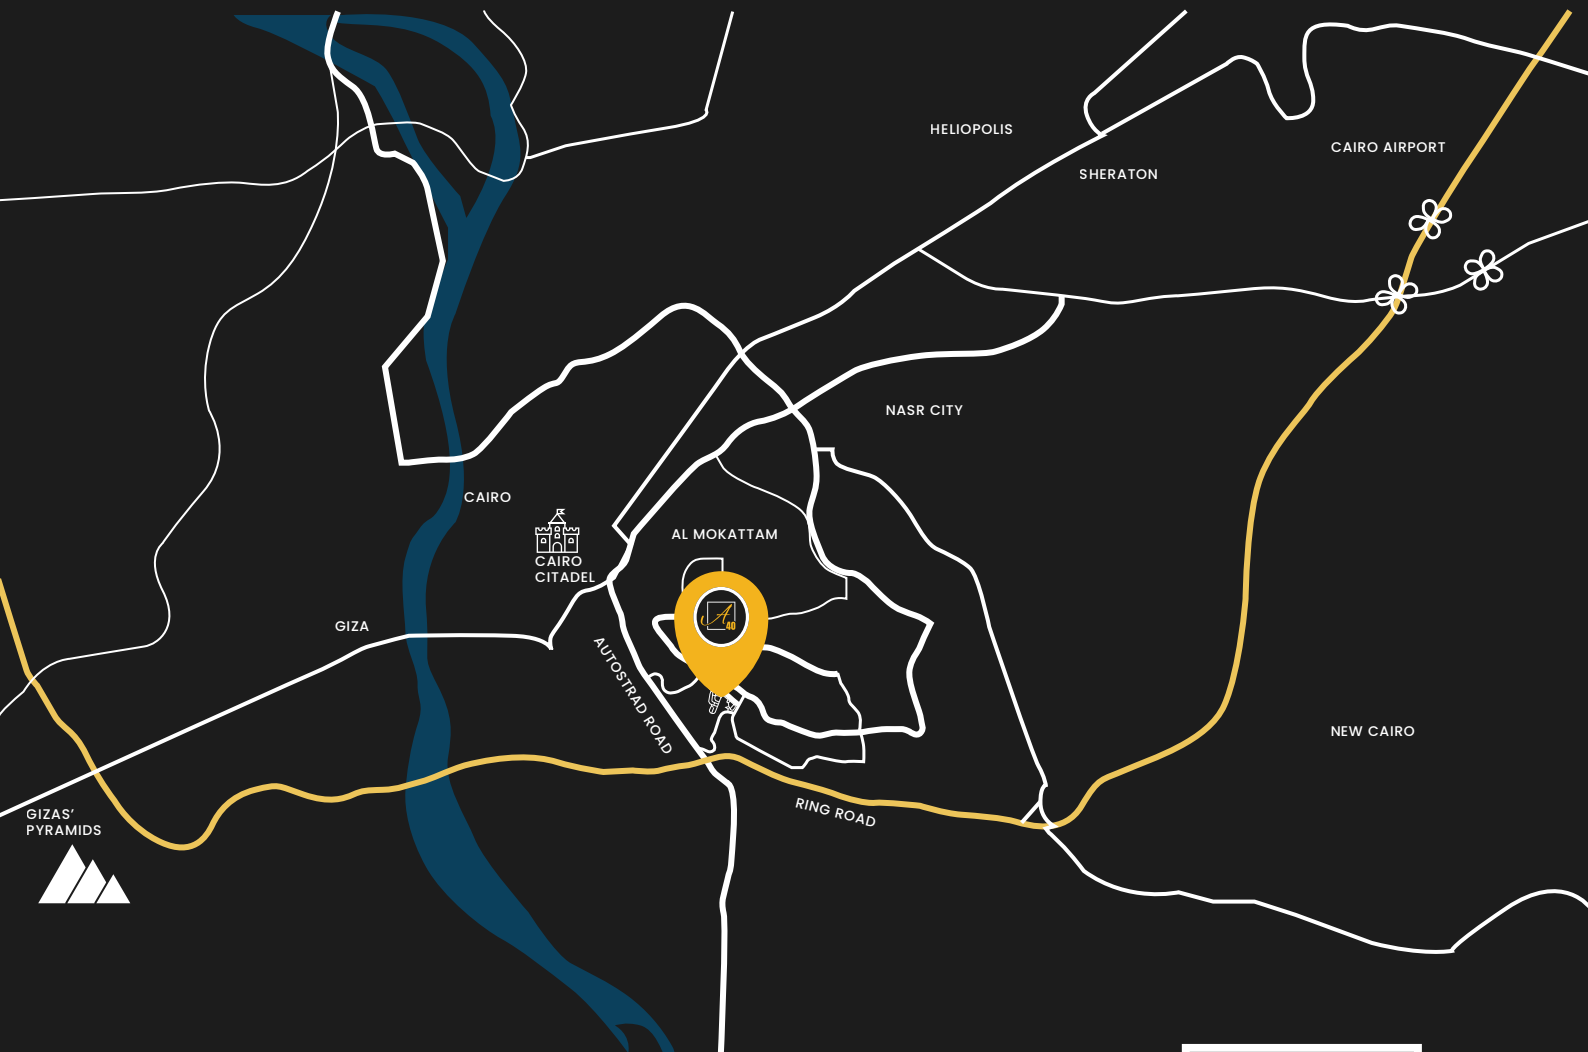 HELIOPOLIS
CAIRO AIRPORT
SHERATON
NASR CITY
CAIRO
AL MOKATTAM
CAIRO
CITADEL
A
40
GIZA
AUTOSTRAD ROAD
NEW CAIRO
RING ROAD
GIZAS’
PYRAMIDS